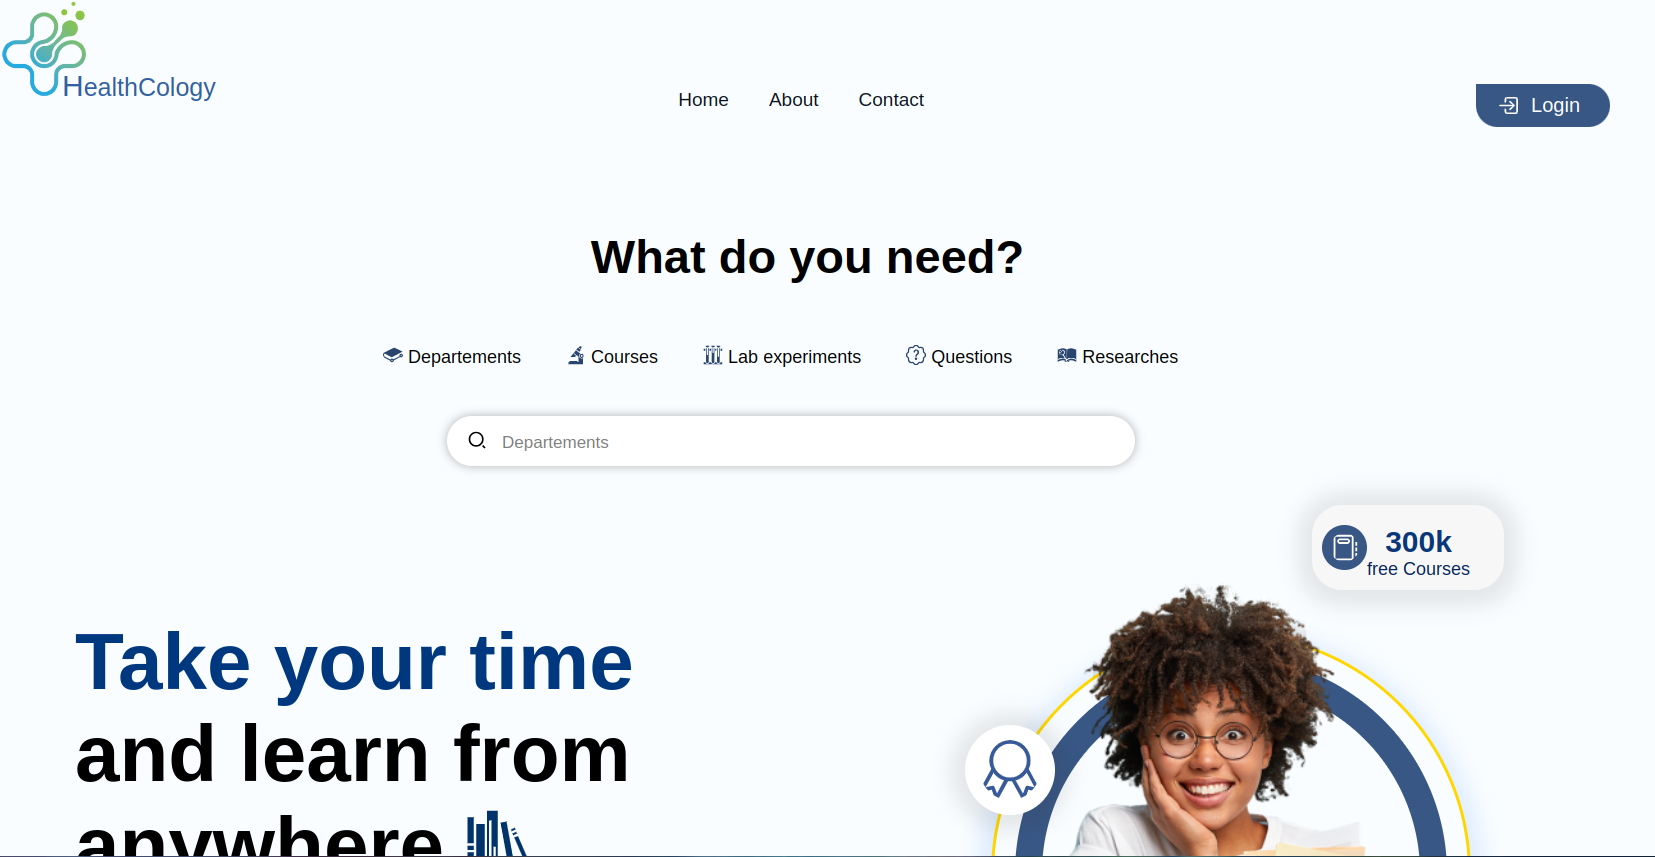 HealthCology
Home About Contact
Login
What do you need?
Departements Courses Lab experiments Questions Researches
Departements
300k
free Courses
Take your time
and learn from
anywhere